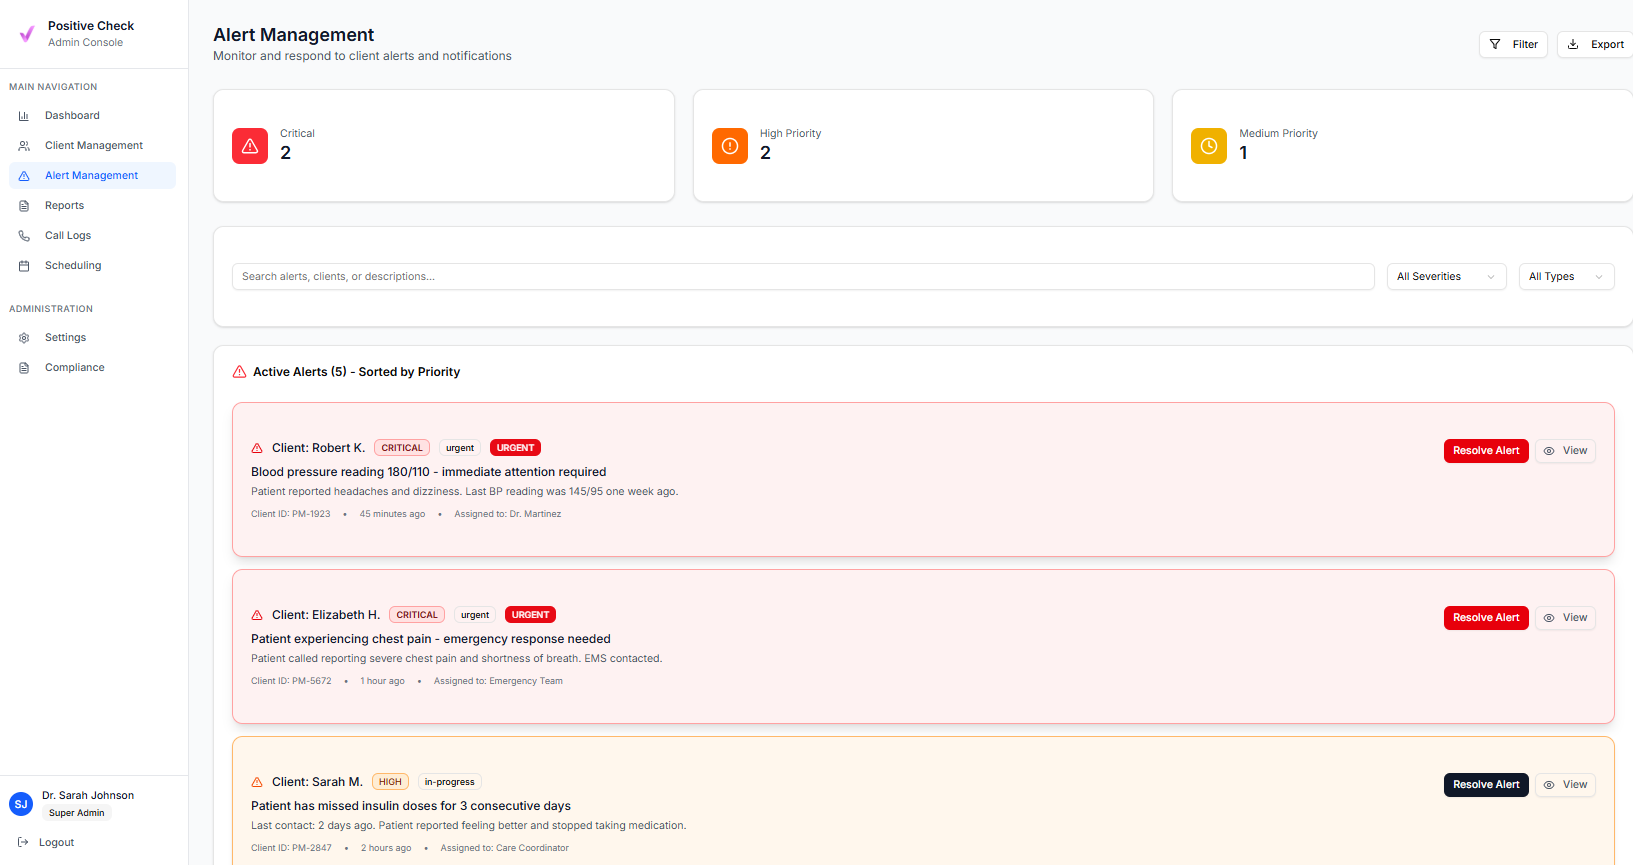 Positive Check
Admin Console
MAIN NAVIGATION
Dashboard
Client Management
Alert Management
Reports
Call Logs
Scheduling
ADMINISTRATION
Settings
Compliance
SJ
Dr. Sarah Johnson
Super Admin
Logout
Alert Management
Monitor and respond to client alerts and notifications
Filter
Export
Critical
2
High Priority
2
Medium Priority
1
Search alerts, clients, or descriptions...
All Severities
All Types
Active Alerts (5) - Sorted by Priority
Client: Robert K. CRITICAL urgent URGENT
Resolve Alert View
Blood pressure reading 180/110 - immediate attention required
Patient reported headaches and dizziness. Last BP reading was 145/95 one week ago.
Client ID: PM-1923 • 45 minutes ago • Assigned to: Dr. Martinez
Client: Elizabeth H. CRITICAL urgent URGENT
Resolve Alert View
Patient experiencing chest pain - emergency response needed
Patient called reporting severe chest pain and shortness of breath. EMS contacted.
Client ID: PM-5672 • 1 hour ago • Assigned to: Emergency Team
Client: Sarah M. HIGH in-progress
Resolve Alert View
Patient has missed insulin doses for 3 consecutive days
Last contact: 2 days ago. Patient reported feeling better and stopped taking medication.
Client ID: PM-2847 • 2 hours ago • Assigned to: Care Coordinator